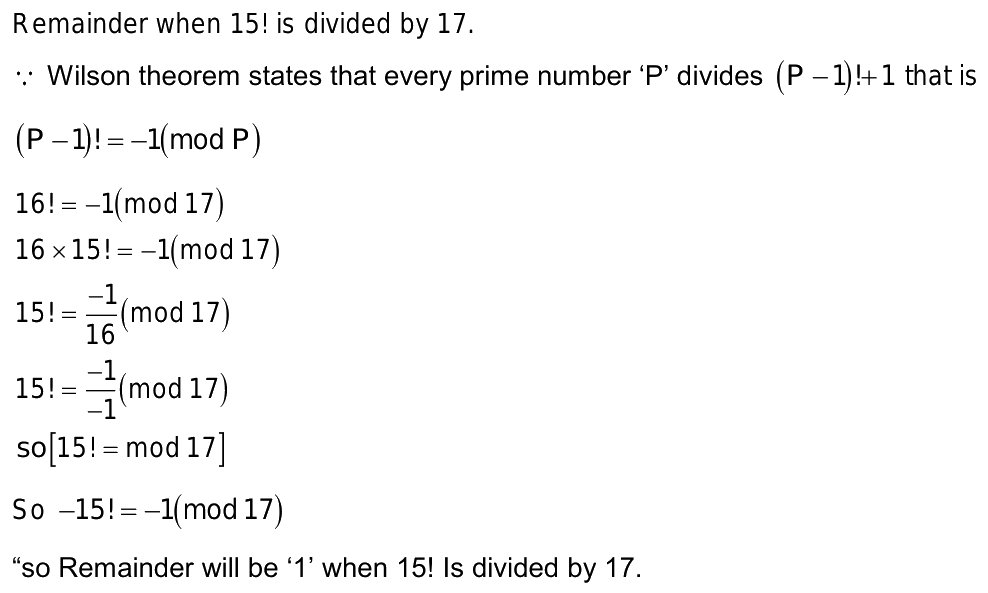 Remainder when 15! is divided by 17.
∵ Wilson theorem states that every prime number ‘P’ divides (P – 1)!+ 1 that is
(P – 1)! = –1(mod P)
16! = –1(mod 17)
16 × 15! = –1(mod 17)
15! = –1/16 (mod 17)
15! = –1/–1 (mod 17)
so[15! = mod 17]
So –15! = –1(mod 17)
“so Remainder will be ‘1’ when 15! Is divided by 17.